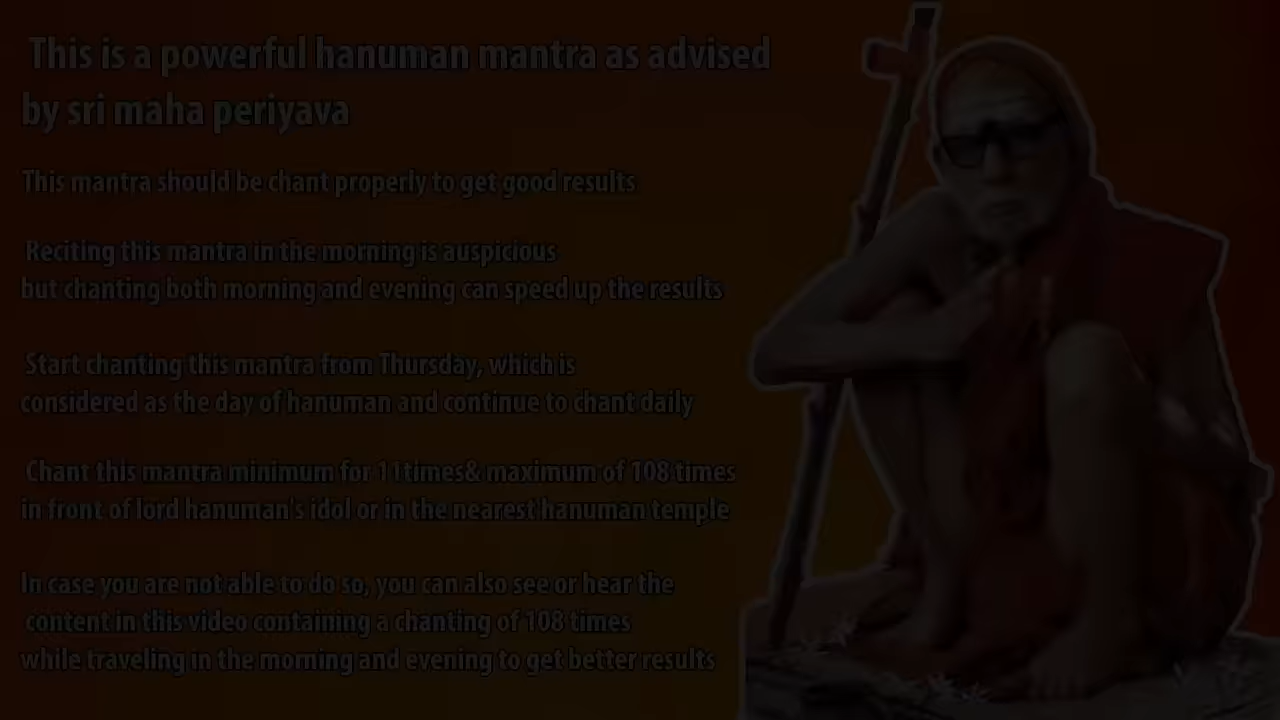 This is a powerful hanuman mantra as advised
by sri maha periyava
This mantra should be chant properly to get good results
Reciting this mantra in the morning is auspicious
but chanting both morning and evening can speed up the results
Start chanting this mantra from Thursday, which is
considered as the day of hanuman and continue to chant daily
Chant this mantra minimum for 11times& maximum of 108 times
in front of lord hanuman's idol or in the nearest hanuman temple
In case you are not able to do so, you can also see or hear the
content in this video containing a chanting of 108 times
while traveling in the morning and evening to get better results